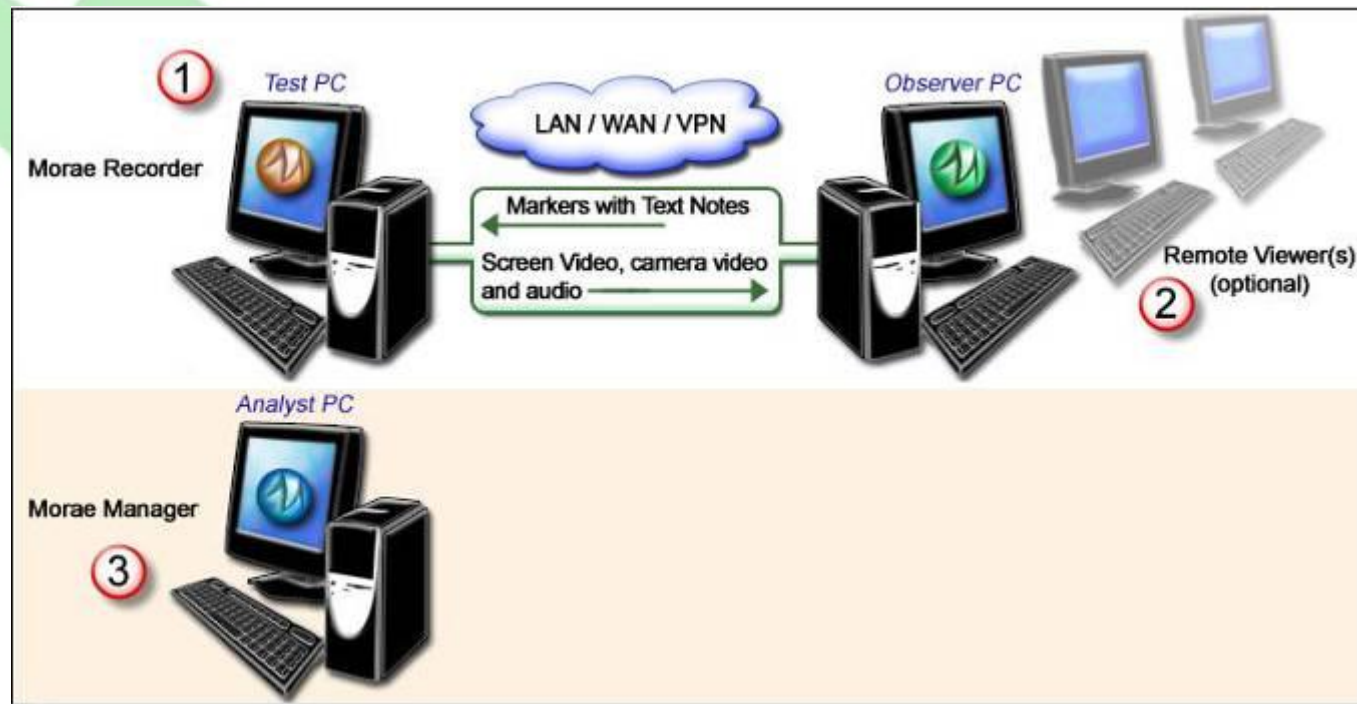 1
Test PC
Morae Recorder
LAN / WAN / VPN
Markers with Text Notes
Screen Video, camera video
and audio
Observer PC
Remote Viewer(s)
(optional)
2
Analyst PC
Morae Manager
3